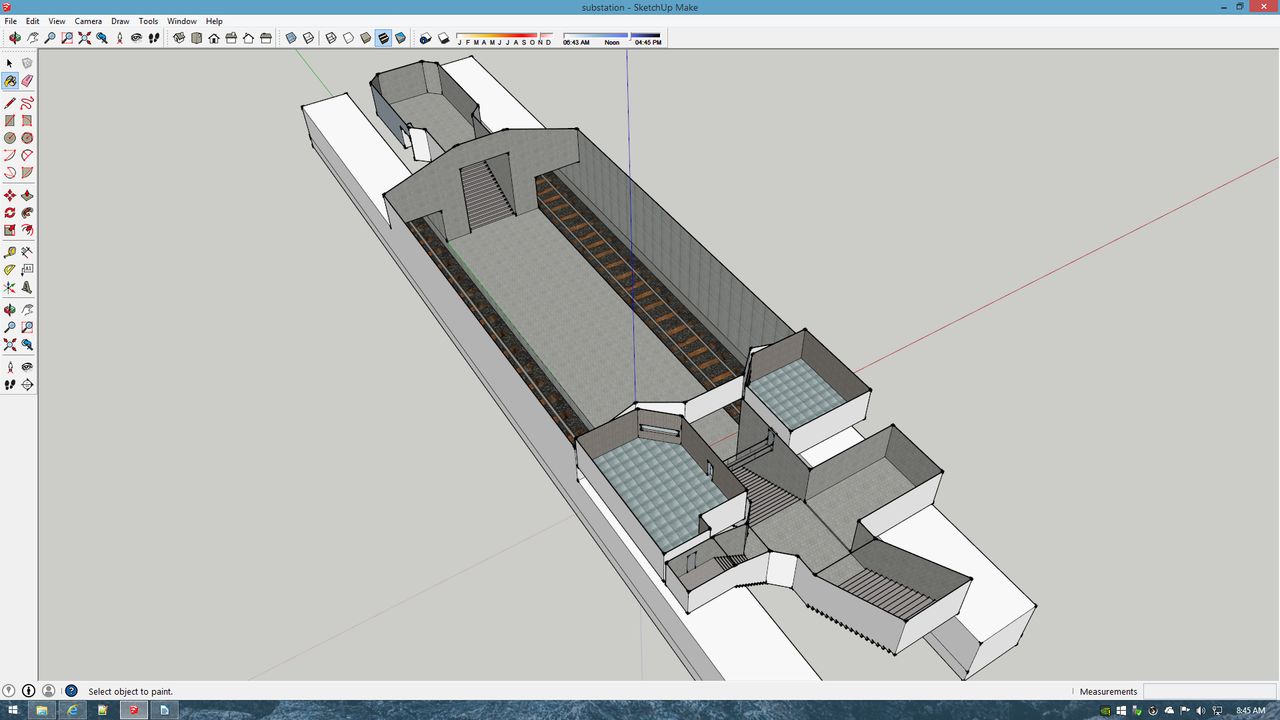 substation - SketchUp Make
File Edit View Camera Draw Tools Window Help
J F M A M J J A S O N D
06:43 AM Noon 04:45 PM
A1
Select object to paint.
Measurements
8:45 AM